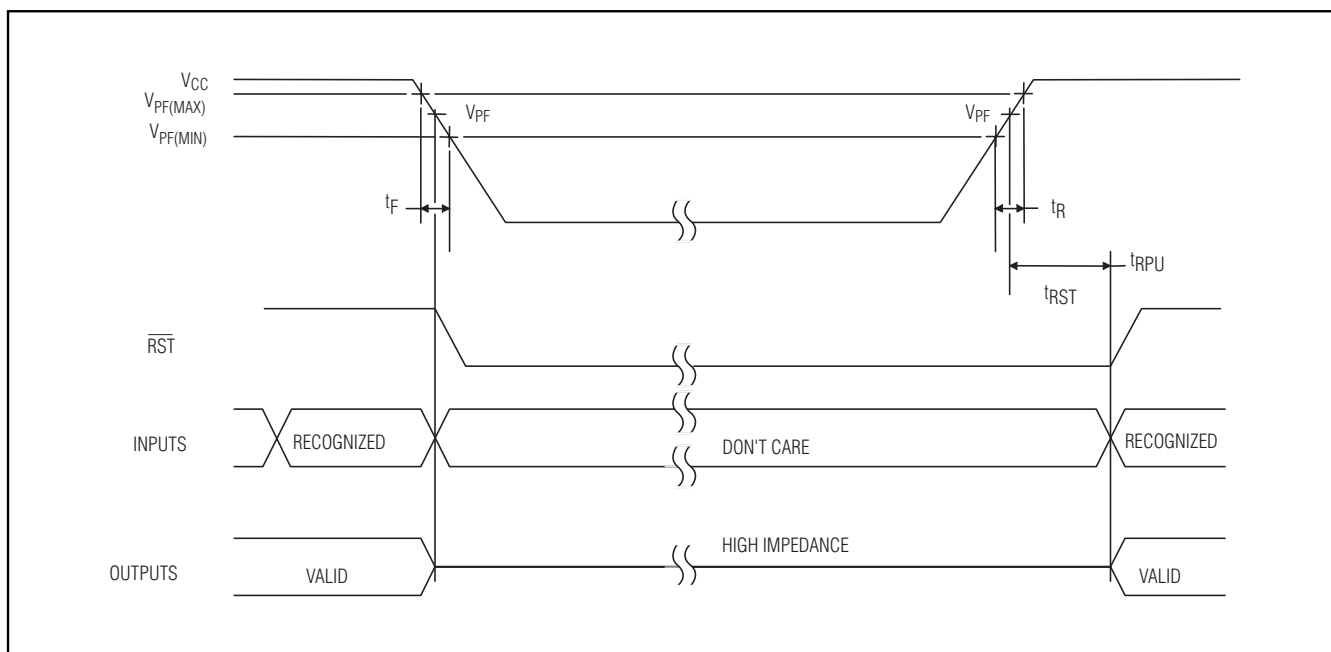 VCC
VPF(MAX)
VPF
VPF
VPF(MIN)
tF
tR
tRPU
tRST
RST
INPUTS
RECOGNIZED
DON'T CARE
RECOGNIZED
HIGH IMPEDANCE
OUTPUTS
VALID
VALID